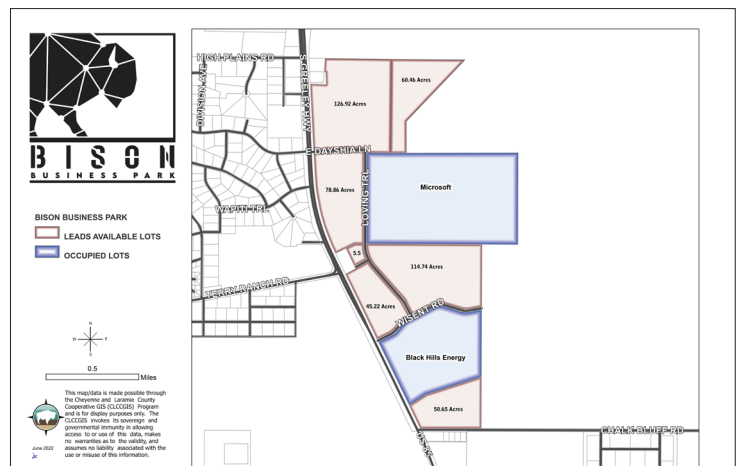 BISON
BUSINESS PARK
BISON BUSINESS PARK
LEADS AVAILABLE LOTS
OCCUPIED LOTS
N
W E
S
0.5
Miles
This map/data is made possible through
the Cheyenne and Laramie County
Cooperative GIS (CLCCGIS) Program
and is for display purposes only. The
CLCCGIS invokes its sovereign and
governmental immunity in allowing
access to or use of this data, makes
no warranties as to the validity, and
assumes no liability associated with the
use or misuse of this information.
June 2022
jc
HIGH PLAINS RD
DIVISION AVE
S GREELEY HWY
60.46 Acres
126.92 Acres
E DAYSHIA LN
78.86 Acres
LOVING TRL
Microsoft
WAPITI TRL
5.5
114.74 Acres
TERRY RANCH RD
45.22 Acres
WISENT RD
Black Hills Energy
50.65 Acres
CHALK BLUFF RD